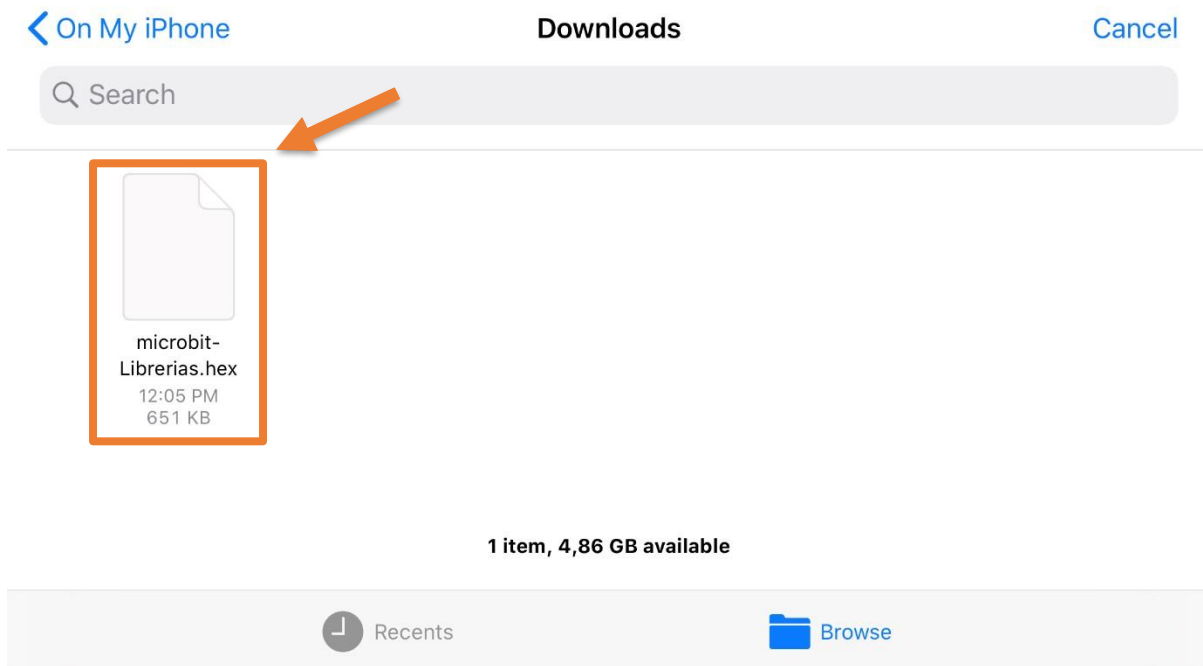 On My iPhone
Downloads
Cancel
Search
microbit-
Librerias.hex
12:05 PM
651 KB
1 item, 4,86 GB available
Recents
Browse